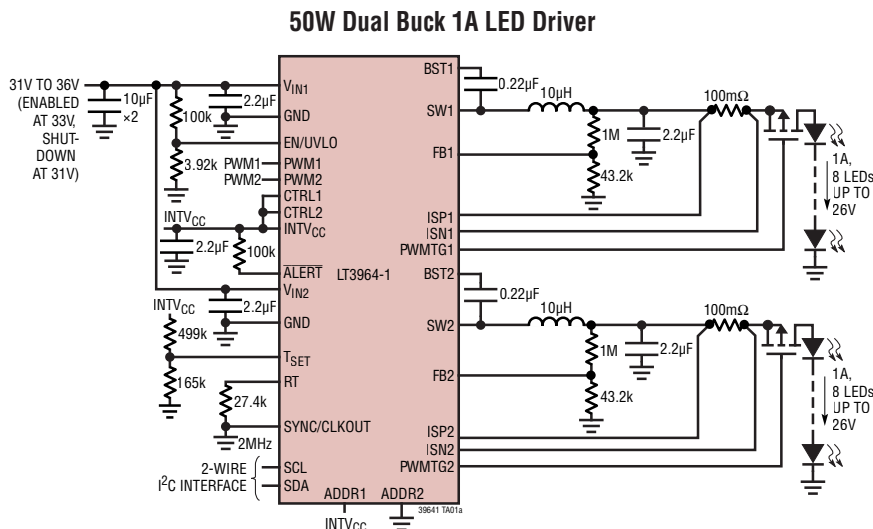 50W Dual Buck 1A LED Driver
31V TO 36V
(ENABLED
AT 33V,
SHUT-
DOWN
AT 31V)
10µF
×2
100k
3.92k
2.2µF
VIN1
GND
EN/UVLO
PWM1
PWM1
PWM2
PWM2
CTRL1
CTRL2
INTVCC
INTVCC
2.2µF
100k
ALERT
LT3964-1
VIN2
2.2µF
GND
INTVCC
499k
TSET
165k
RT
27.4k
SYNC/CLKOUT
2MHz
2-WIRE
I2C INTERFACE
SCL
SDA
ADDR1
ADDR2
INTVCC
39641 TA01a
BST1
0.22µF
SW1
10µH
100mΩ
1M
2.2µF
FB1
43.2k
ISP1
ISN1
PWMTG1
1A,
8 LEDs
UP TO
26V
BST2
0.22µF
SW2
10µH
100mΩ
1M
2.2µF
FB2
43.2k
ISP2
ISN2
PWMTG2
1A,
8 LEDs
UP TO
26V